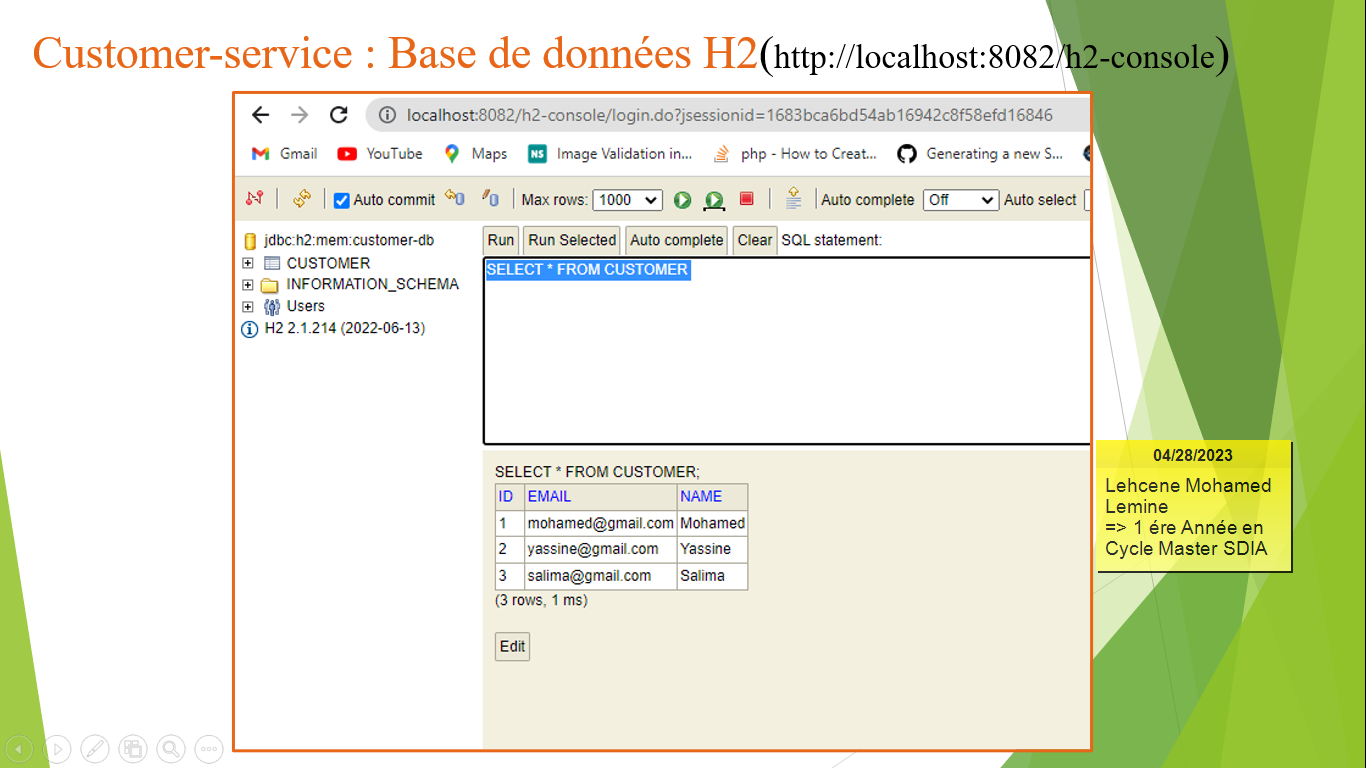 Customer-service : Base de données H2(http://localhost:8082/h2-console)
localhost:8082/h2-console/login.do?jsessionid=1683bca6bd54ab16942c8f58efd16846
Gmail YouTube Maps NS Image Validation in... php - How to Creat... Generating a new S...
Auto commit Max rows: 1000 Auto complete Off Auto select
jdbc:h2:mem:customer-db
CUSTOMER
INFORMATION_SCHEMA
Users
H2 2.1.214 (2022-06-13)
Run Run Selected Auto complete Clear SQL statement:
SELECT * FROM CUSTOMER
SELECT * FROM CUSTOMER;
ID EMAIL NAME
1 mohamed@gmail.com Mohamed
2 yassine@gmail.com Yassine
3 salima@gmail.com Salima
(3 rows, 1 ms)
Edit
04/28/2023
Lehcene Mohamed
Lemine
=> 1 ére Année en
Cycle Master SDIA